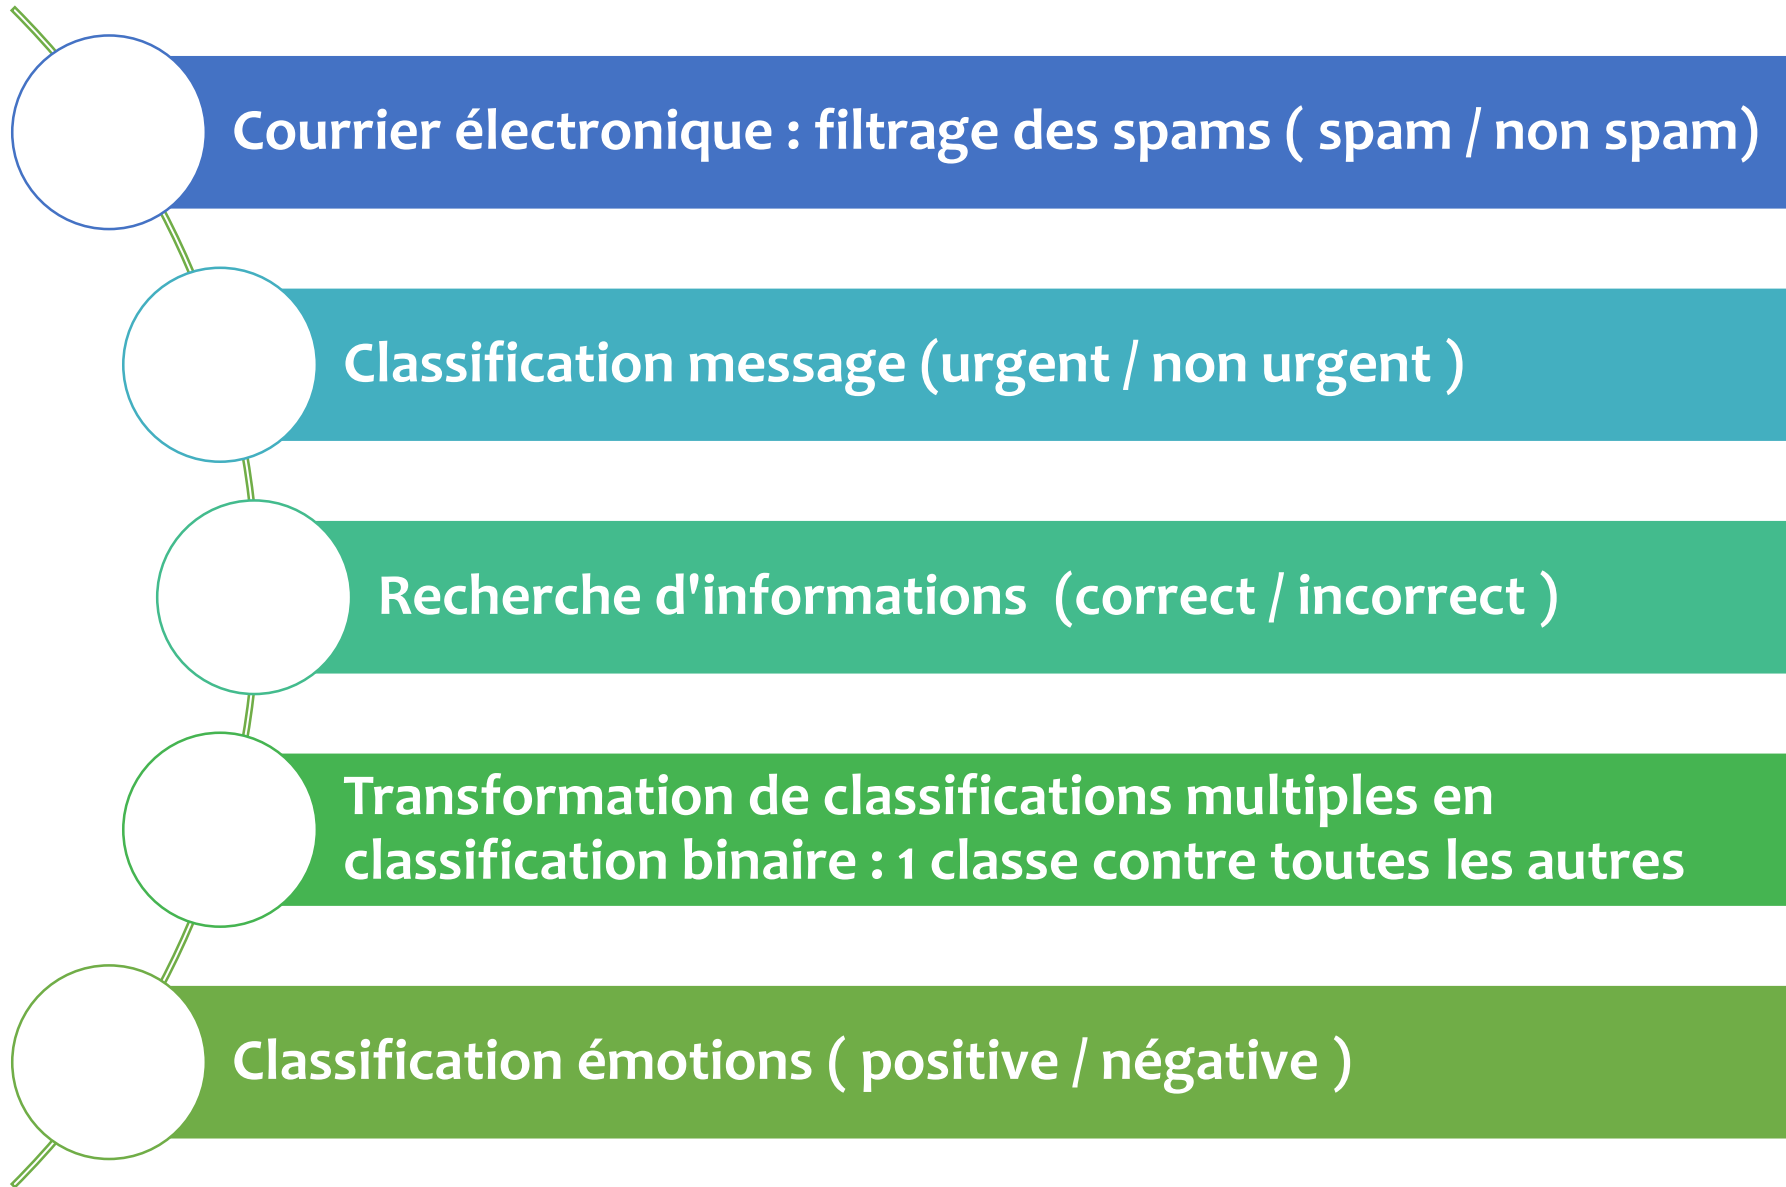 Courrier électronique : filtrage des spams ( spam / non spam)
Classification message (urgent / non urgent )
Recherche d'informations  (correct / incorrect )
Transformation de classifications multiples en
classification binaire : 1 classe contre toutes les autres
Classification émotions ( positive / négative )